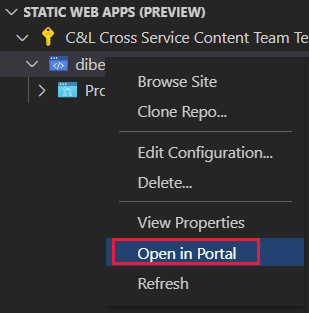 STATIC WEB APPS (PREVIEW)
C&L Cross Service Content Team Te
dibe
Browse Site
Pro
Clone Repo...
Edit Configuration...
Delete...
View Properties
Open in Portal
Refresh